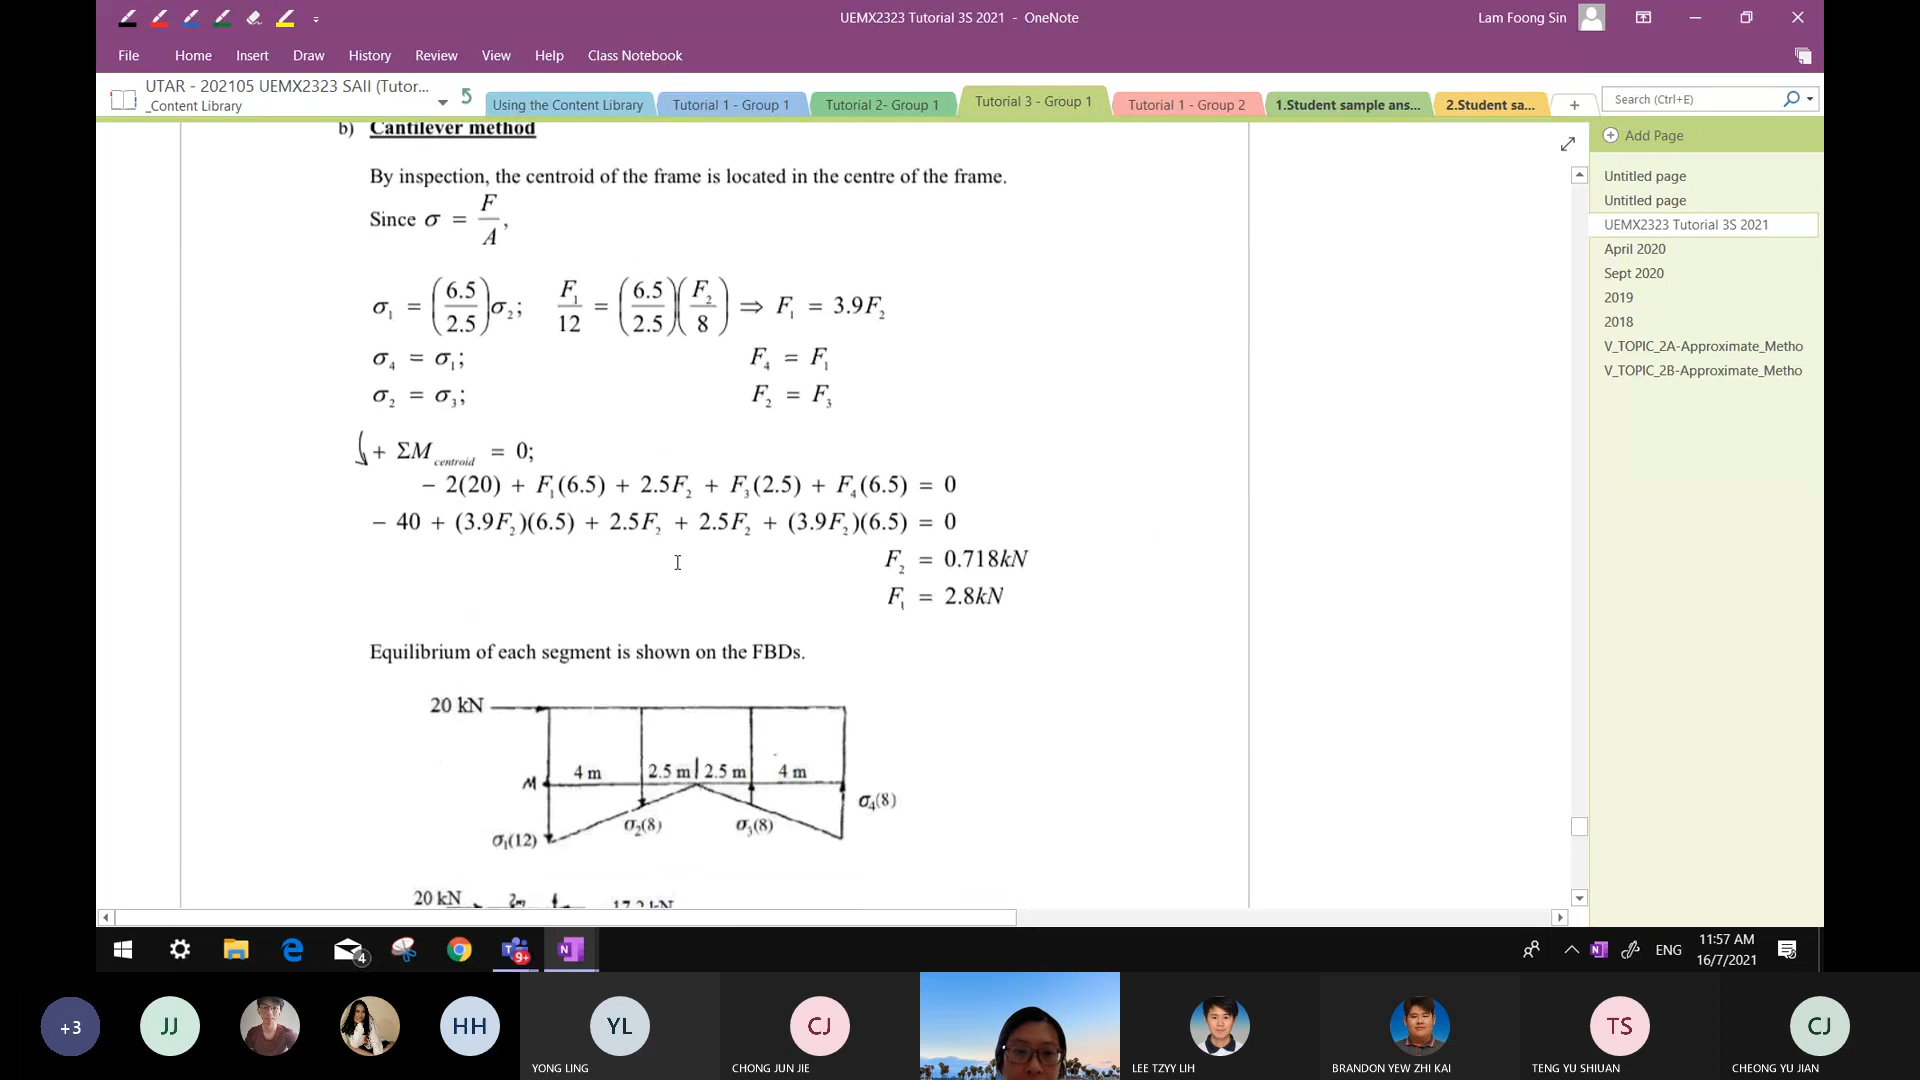 UEMX2323 Tutorial 3S 2021 - OneNote
Lam Foong Sin
File Home Insert Draw History Review View Help Class Notebook
UTAR - 202105 UEMX2323 SAII (Tutor...
_Content Library
Using the Content Library
Tutorial 1 - Group 1
Tutorial 2- Group 1
Tutorial 3 - Group 1
Tutorial 1 - Group 2
1.Student sample ans...
2.Student sa...
Search (Ctrl+E)
Add Page
Untitled page
Untitled page
UEMX2323 Tutorial 3S 2021
April 2020
Sept 2020
2019
2018
V_TOPIC_2A-Approximate_Metho
V_TOPIC_2B-Approximate_Metho
b) Cantilever method
By inspection, the centroid of the frame is located in the centre of the frame.
Since σ = F/A,
σ₁ = (6.5/2.5)σ₂; F₁/12 = (6.5/2.5)(F₂/8) ⇒ F₁ = 3.9F₂
σ₄ = σ₁; F₄ = F₁
σ₂ = σ₃; F₂ = F₃
+ ΣM centroid = 0;
− 2(20) + F₁(6.5) + 2.5F₂ + F₃(2.5) + F₄(6.5) = 0
− 40 + (3.9F₂)(6.5) + 2.5F₂ + 2.5F₂ + (3.9F₂)(6.5) = 0
F₂ = 0.718kN
F₁ = 2.8kN
Equilibrium of each segment is shown on the FBDs.
20 kN
M 4 m 2.5 m 2.5 m 4 m
σ₄(8)
σ₂(8) σ₃(8)
σ₁(12)
20 kN 2m 17.2 kN
4
9+
ENG
11:57 AM
16/7/2021
+3
JJ
HH
YL
CJ
TS
CJ
YONG LING
CHONG JUN JIE
LEE TZYY LIH
BRANDON YEW ZHI KAI
TENG YU SHUAN
CHEONG YU JIAN